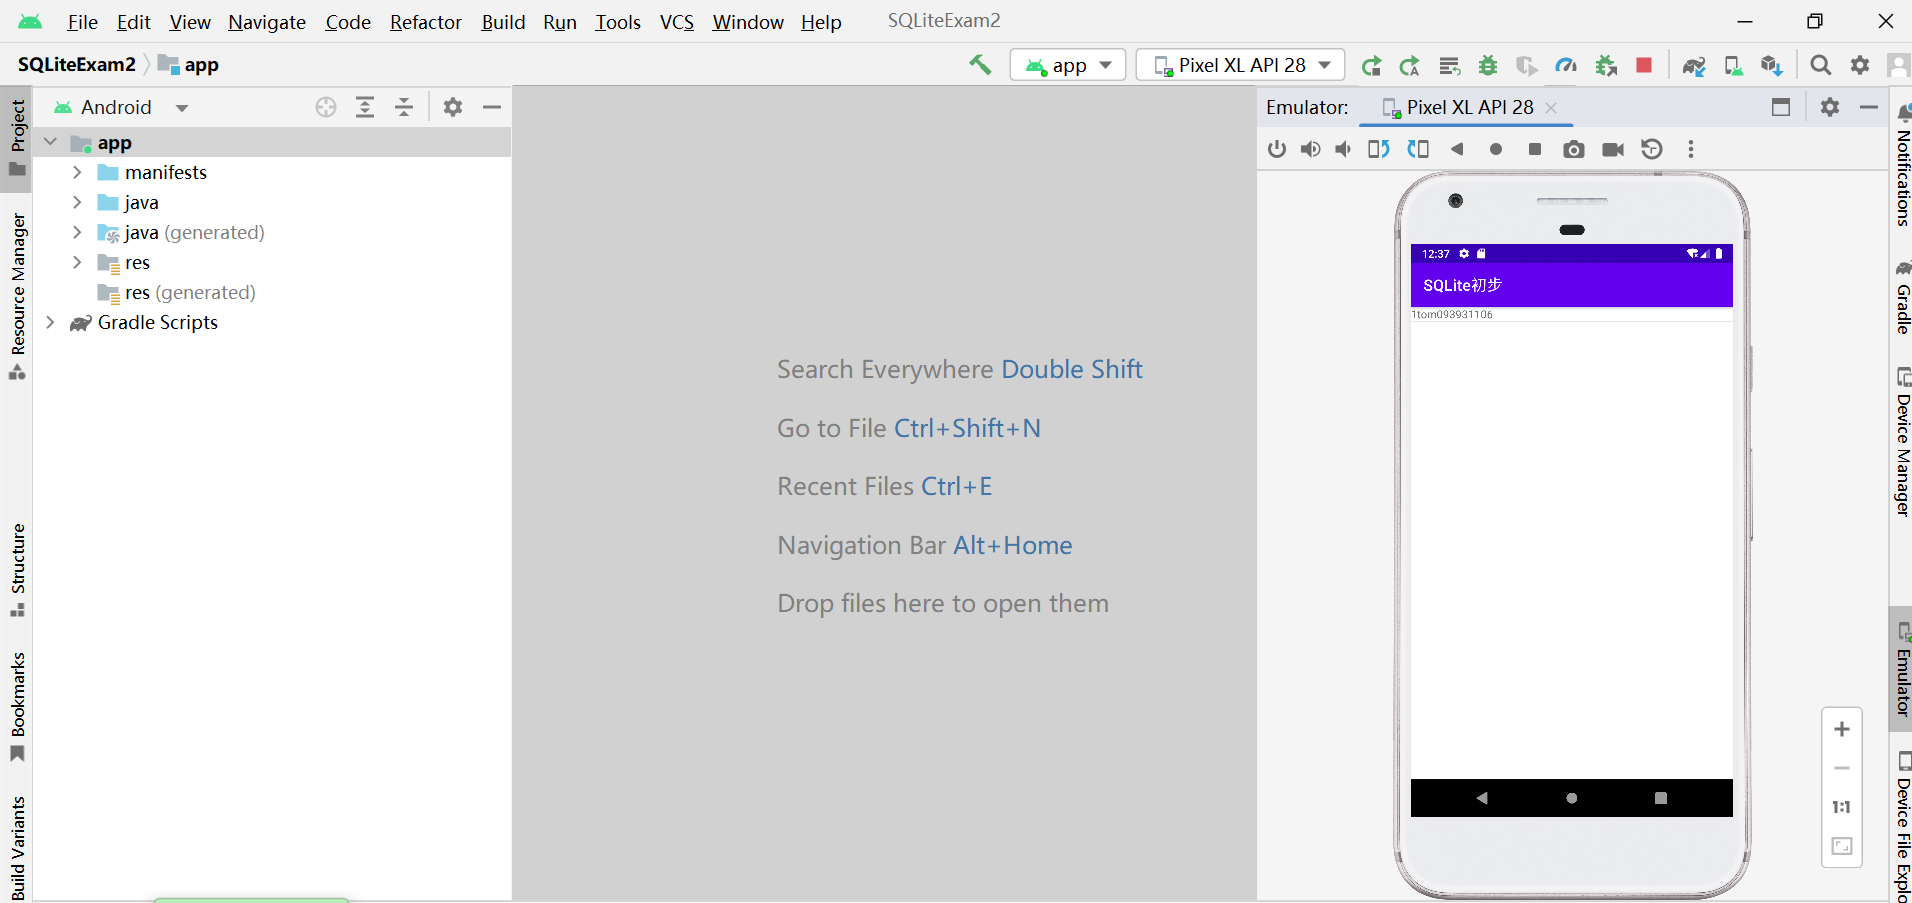 File Edit View Navigate Code Refactor Build Run Tools VCS Window Help SQLiteExam2
SQLiteExam2 app
app
Pixel XL API 28
Android
Project
app
manifests
java
java (generated)
res
res (generated)
Gradle Scripts
Resource Manager
Structure
Bookmarks
Build Variants
Search Everywhere Double Shift
Go to File Ctrl+Shift+N
Recent Files Ctrl+E
Navigation Bar Alt+Home
Drop files here to open them
Emulator: Pixel XL API 28
12:37
SQLite初步
1tom093931106
1:1
Notifications
Gradle
Device Manager
Emulator
Device File Explo